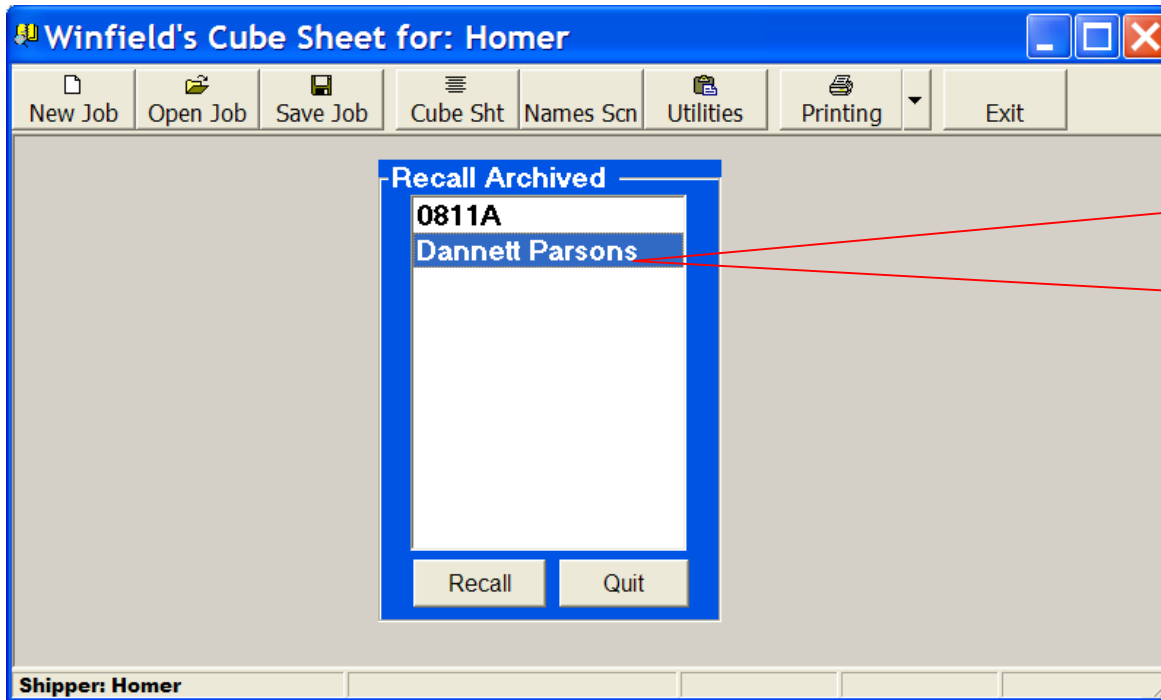 Winfield's Cube Sheet for: Homer
New Job Open Job Save Job Cube Sht Names Scn Utilities Printing Exit
Recall Archived
0811A
Dannett Parsons
Recall Quit
Shipper: Homer